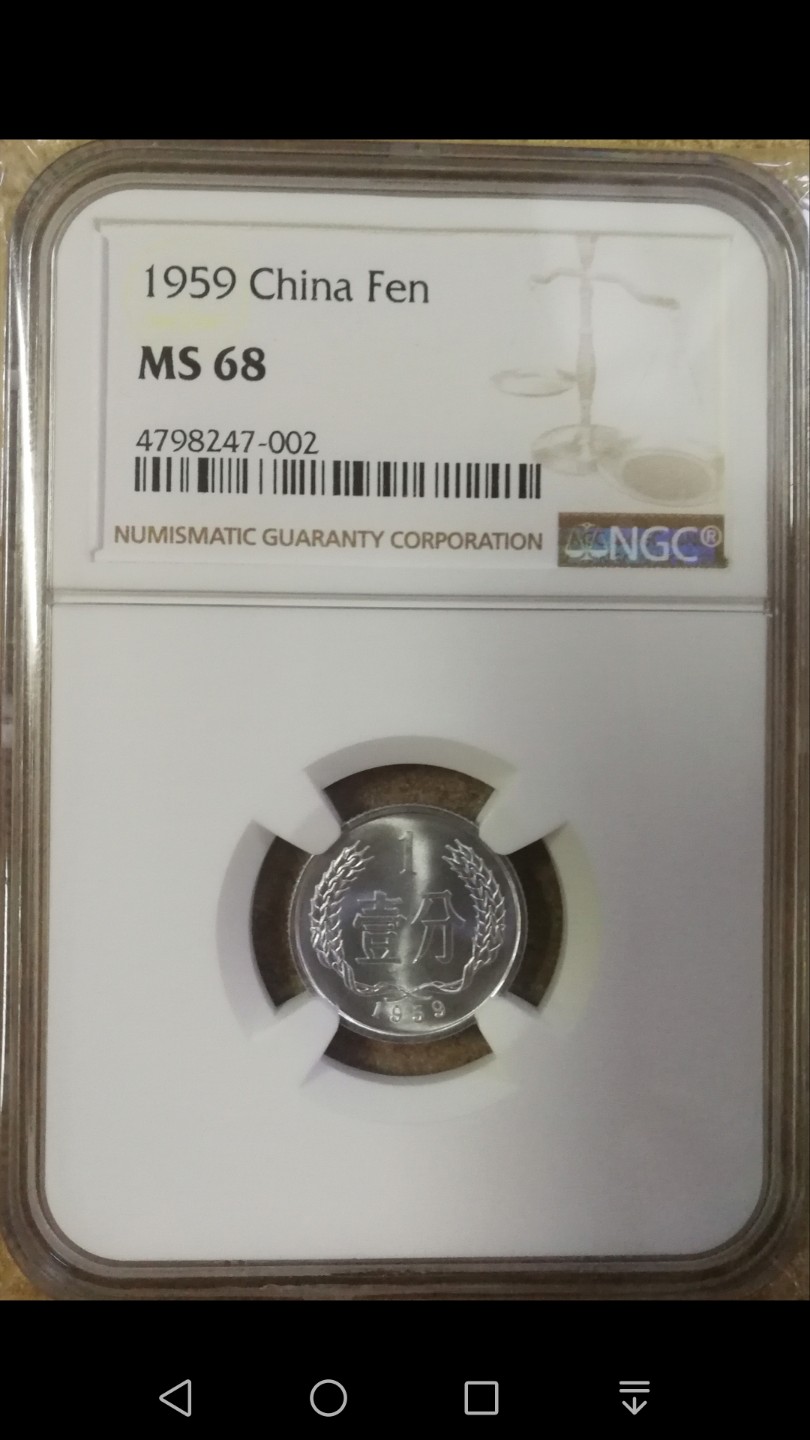 1959 China Fen
MS 68
4798247-002
NUMISMATIC GUARANTY CORPORATION NGC®
1
壹分
1959